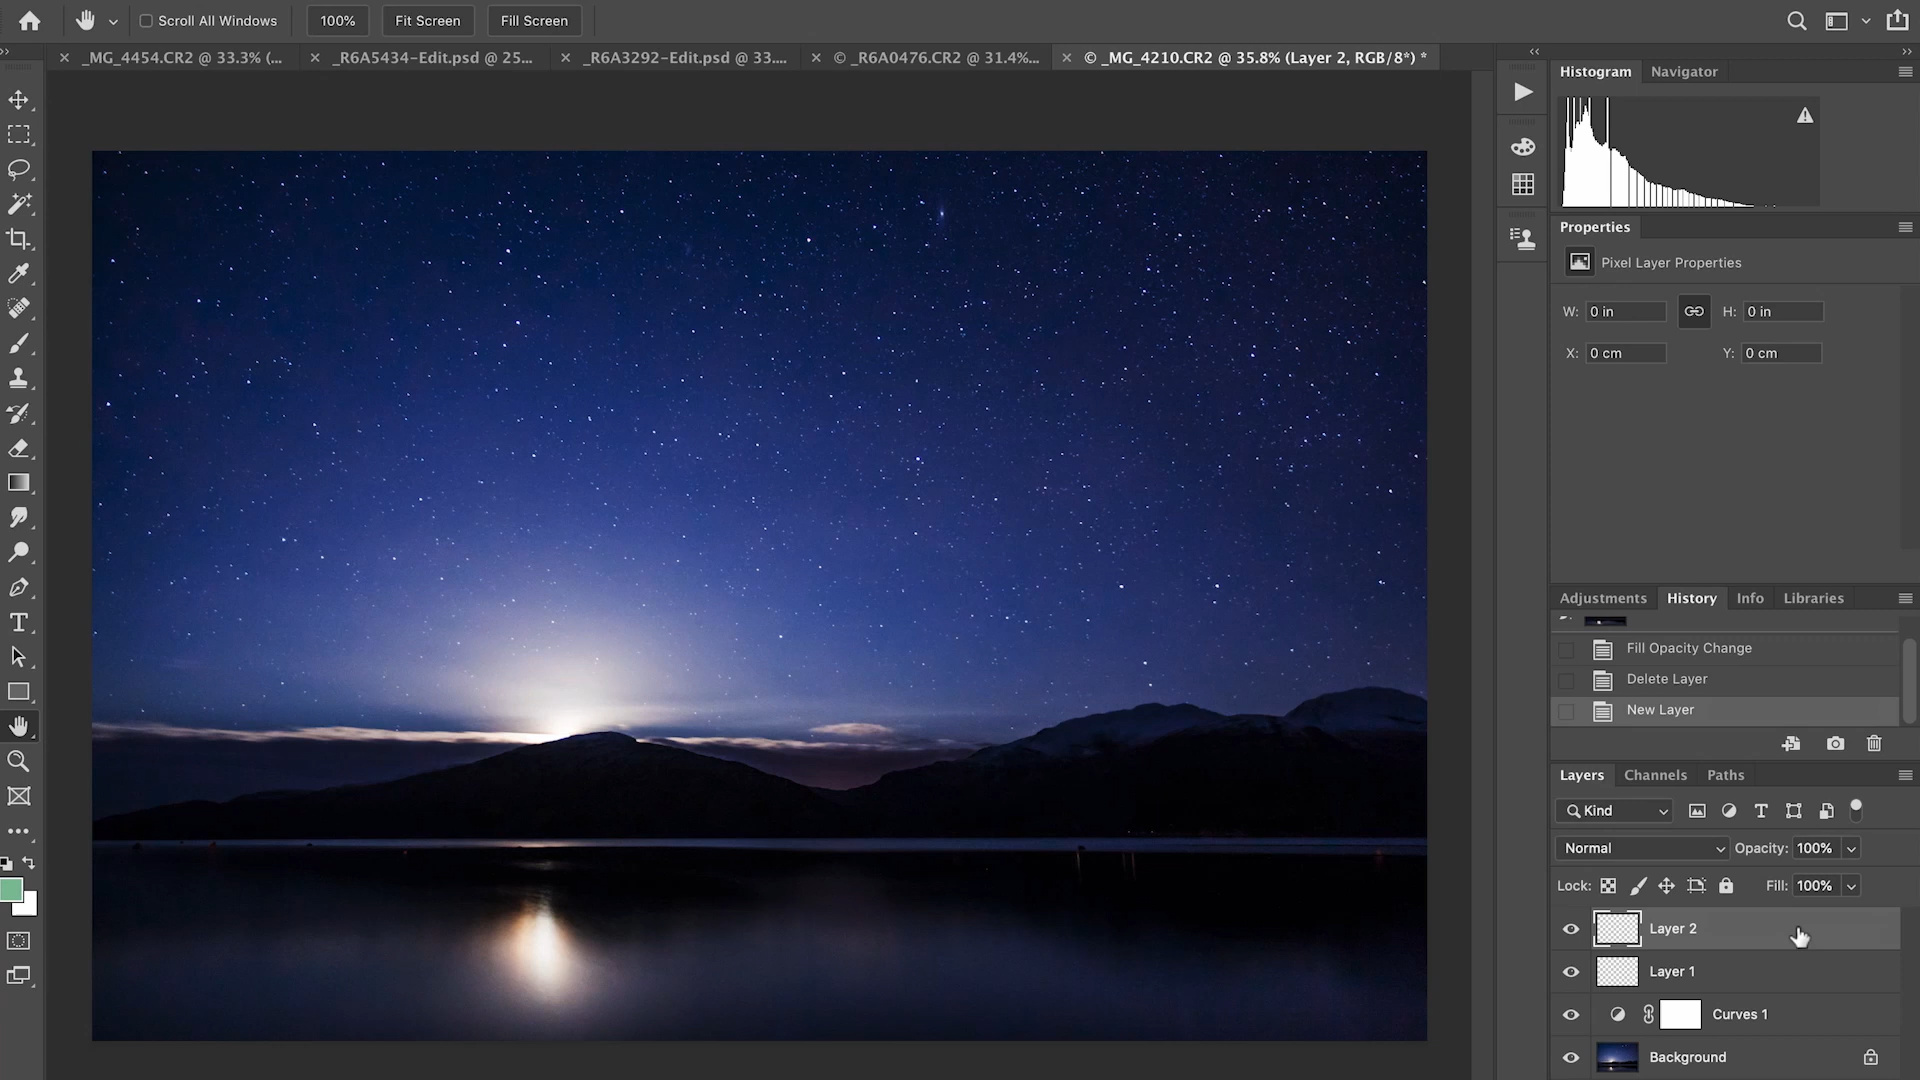 Scroll All Windows
100%
Fit Screen
Fill Screen
_MG_4454.CR2 @ 33.3% (...
_R6A5434-Edit.psd @ 25...
_R6A3292-Edit.psd @ 33....
© _R6A0476.CR2 @ 31.4%...
© _MG_4210.CR2 @ 35.8% (Layer 2, RGB/8*) *
Histogram
Navigator
Properties
Pixel Layer Properties
W: 0 in
H: 0 in
X: 0 cm
Y: 0 cm
Adjustments
History
Info
Libraries
Fill Opacity Change
Delete Layer
New Layer
Layers
Channels
Paths
Kind
Normal
Opacity: 100%
Lock:
Fill: 100%
Layer 2
Layer 1
Curves 1
Background